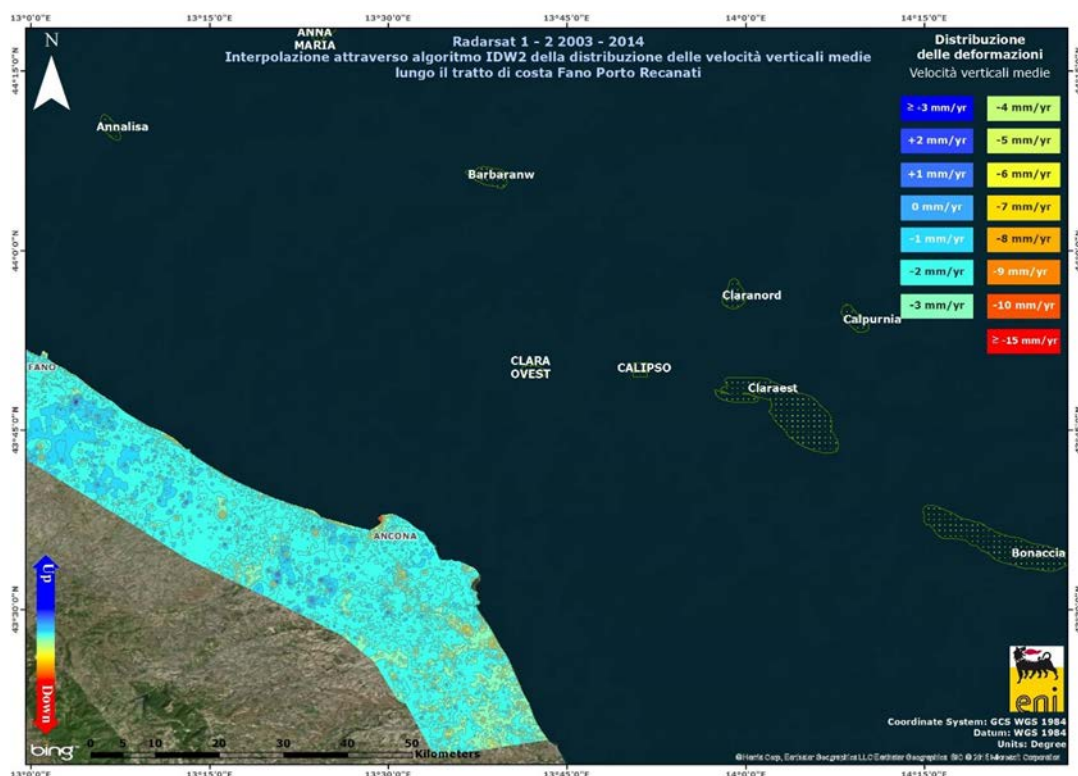 13°0'0"E 13°15'0"E 13°30'0"E 13°45'0"E 14°0'0"E 14°15'0"E
N
Radarsat 1 - 2 2003 - 2014
Interpolazione attraverso algoritmo IDW2 della distribuzione delle velocità verticali medie
lungo il tratto di costa Fano Porto Recanati
Distribuzione
delle deformazioni
Velocità verticali medie
≥ -3 mm/yr -4 mm/yr
+2 mm/yr -5 mm/yr
+1 mm/yr -6 mm/yr
0 mm/yr -7 mm/yr
-1 mm/yr -8 mm/yr
-2 mm/yr -9 mm/yr
-3 mm/yr -10 mm/yr
≥ -15 mm/yr
ANNA
MARIA
Annalisa
Barbaranw
Claranord
Calpurnia
CLARA
OVEST
CALIPSO
Claraest
Bonaccia
FANO
ANCONA
44°15'0"N
44°0'0"N
43°45'0"N
43°30'0"N
Up
Down
bing
0 5 10 20 30 40 50
Kilometers
eni
Coordinate System: GCS WGS 1984
Datum: WGS 1984
Units: Degree
13°0'0"E 13°15'0"E 13°30'0"E 13°45'0"E 14°0'0"E 14°15'0"E